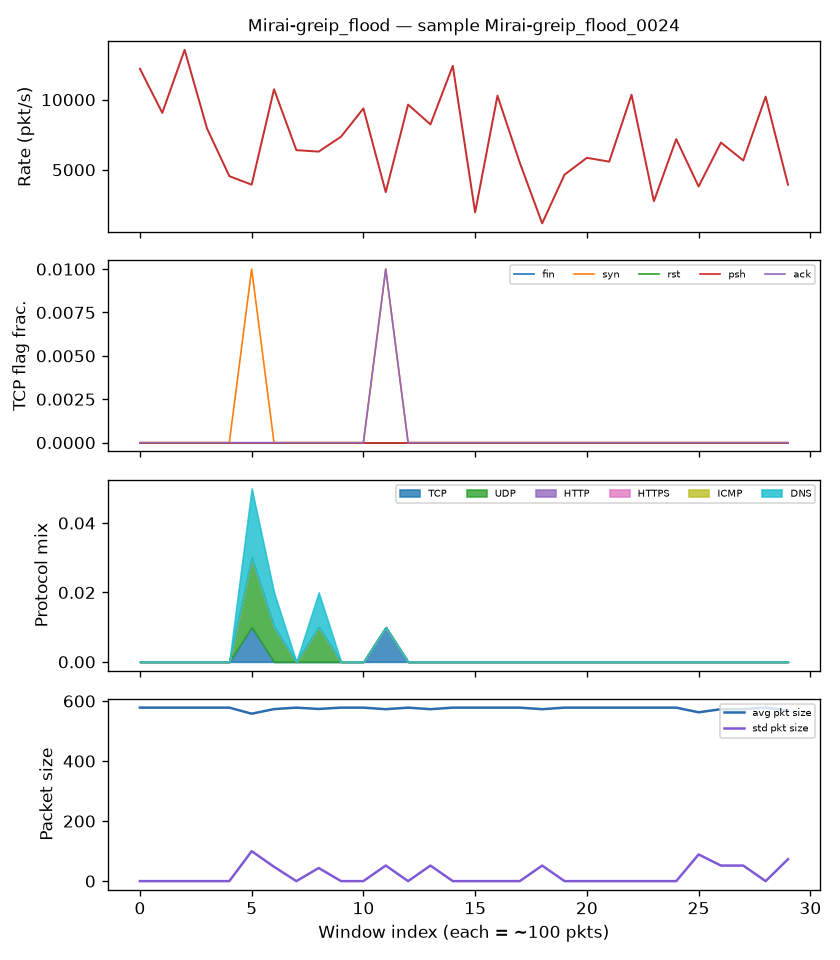 Mirai-greip_flood — sample Mirai-greip_flood_0024
Rate (pkt/s)
10000
5000
TCP flag frac.
0.0100
0.0075
0.0050
0.0025
0.0000
fin syn rst psh ack
Protocol mix
0.04
0.02
0.00
TCP UDP HTTP HTTPS ICMP DNS
Packet size
600
400
200
0
avg pkt size
std pkt size
0 5 10 15 20 25 30
Window index (each = ~100 pkts)